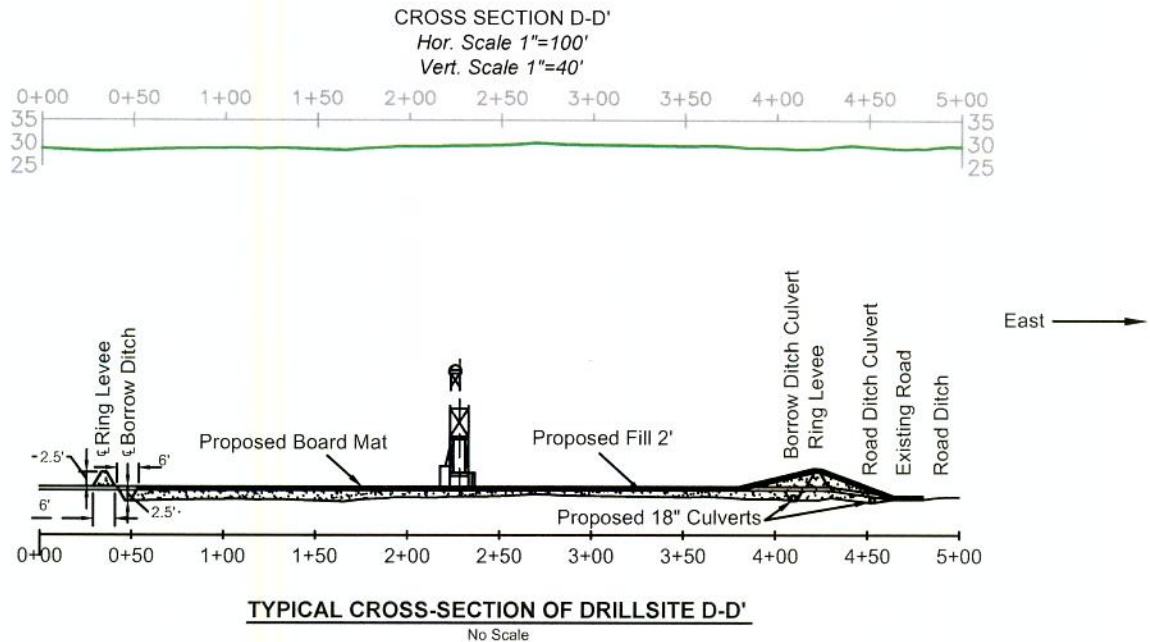 CROSS SECTION D-D'
Hor. Scale 1"=100'
Vert. Scale 1"=40'
0+00 0+50 1+00 1+50 2+00 2+50 3+00 3+50 4+00 4+50 5+00
35 35
30 30
25 25
East
℄ Ring Levee
℄ Borrow Ditch
Borrow Ditch Culvert
Ring Levee
Road Ditch Culvert
Existing Road
Road Ditch
Proposed Board Mat
Proposed Fill 2'
2.5'
6'
6'
2.5'
Proposed 18" Culverts
0+00 0+50 1+00 1+50 2+00 2+50 3+00 3+50 4+00 4+50 5+00
TYPICAL CROSS-SECTION OF DRILLSITE D-D'
No Scale